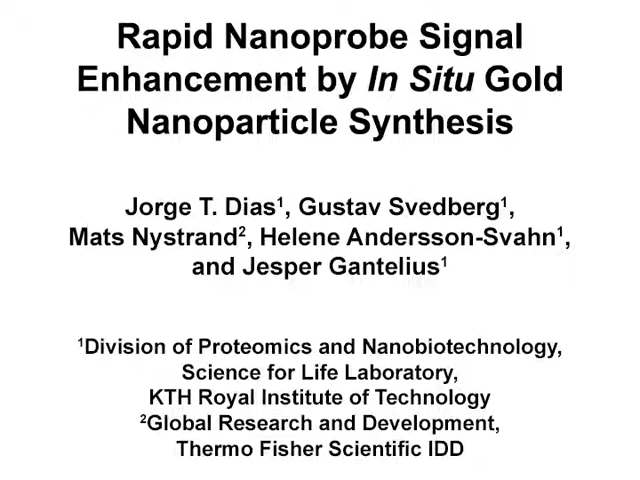 Rapid Nanoprobe Signal
Enhancement by In Situ Gold
Nanoparticle Synthesis
Jorge T. Dias¹, Gustav Svedberg¹,
Mats Nystrand², Helene Andersson-Svahn¹,
and Jesper Gantelius¹
¹Division of Proteomics and Nanobiotechnology,
Science for Life Laboratory,
KTH Royal Institute of Technology
²Global Research and Development,
Thermo Fisher Scientific IDD